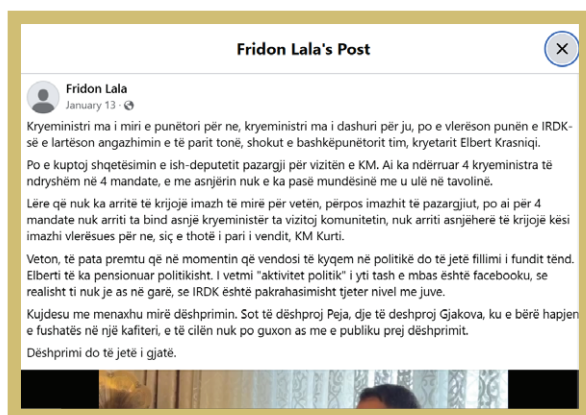 Fridon Lala's Post
Fridon Lala
January 13 ·
Kryeministri ma i miri e punëtori për ne, kryeministri ma i dashuri për ju, po e vlerëson punën e IRDK-
së e lartëson angazhimin e të parit tonë, shokut e bashkëpunëtorit tim, kryetarit Elbert Krasniqi.
Po e kuptoj shqetësimin e ish-deputetit pazargji për vizitën e KM. Ai ka ndërruar 4 kryeministra të
ndryshëm në 4 mandate, e me asnjërin nuk e ka pasë mundësinë me u ulë në tavolinë.
Lëre që nuk ka arritë të krijojë imazh të mirë për vetën, përpos imazhit të pazargjiut, po ai për 4
mandate nuk arriti ta bind asnjë kryeministër ta vizitoj komunitetin, nuk arriti asnjëherë të krijojë kësi
imazhi vlerësues për ne, siç e thotë i pari i vendit, KM Kurti.
Veton, të pata premtu që në momentin që vendosi të kyqem në politikë do të jetë fillimi i fundit tënd.
Elberti të ka pensionuar politikisht. I vetmi "aktivitet politik" i yti tash e mbas është facebooku, se
realisht ti nuk je as në garë, se IRDK është pakrahasimisht tjeter nivel me juve.
Kujdesu me menaxhu mirë dëshprimin. Sot të dëshproj Peja, dje të deshproj Gjakova, ku e bërë hapjen
e fushatës në një kafiteri, e të cilën nuk po guxon as me e publiku prej dëshprimit.
Dëshprimi do të jetë i gjatë.